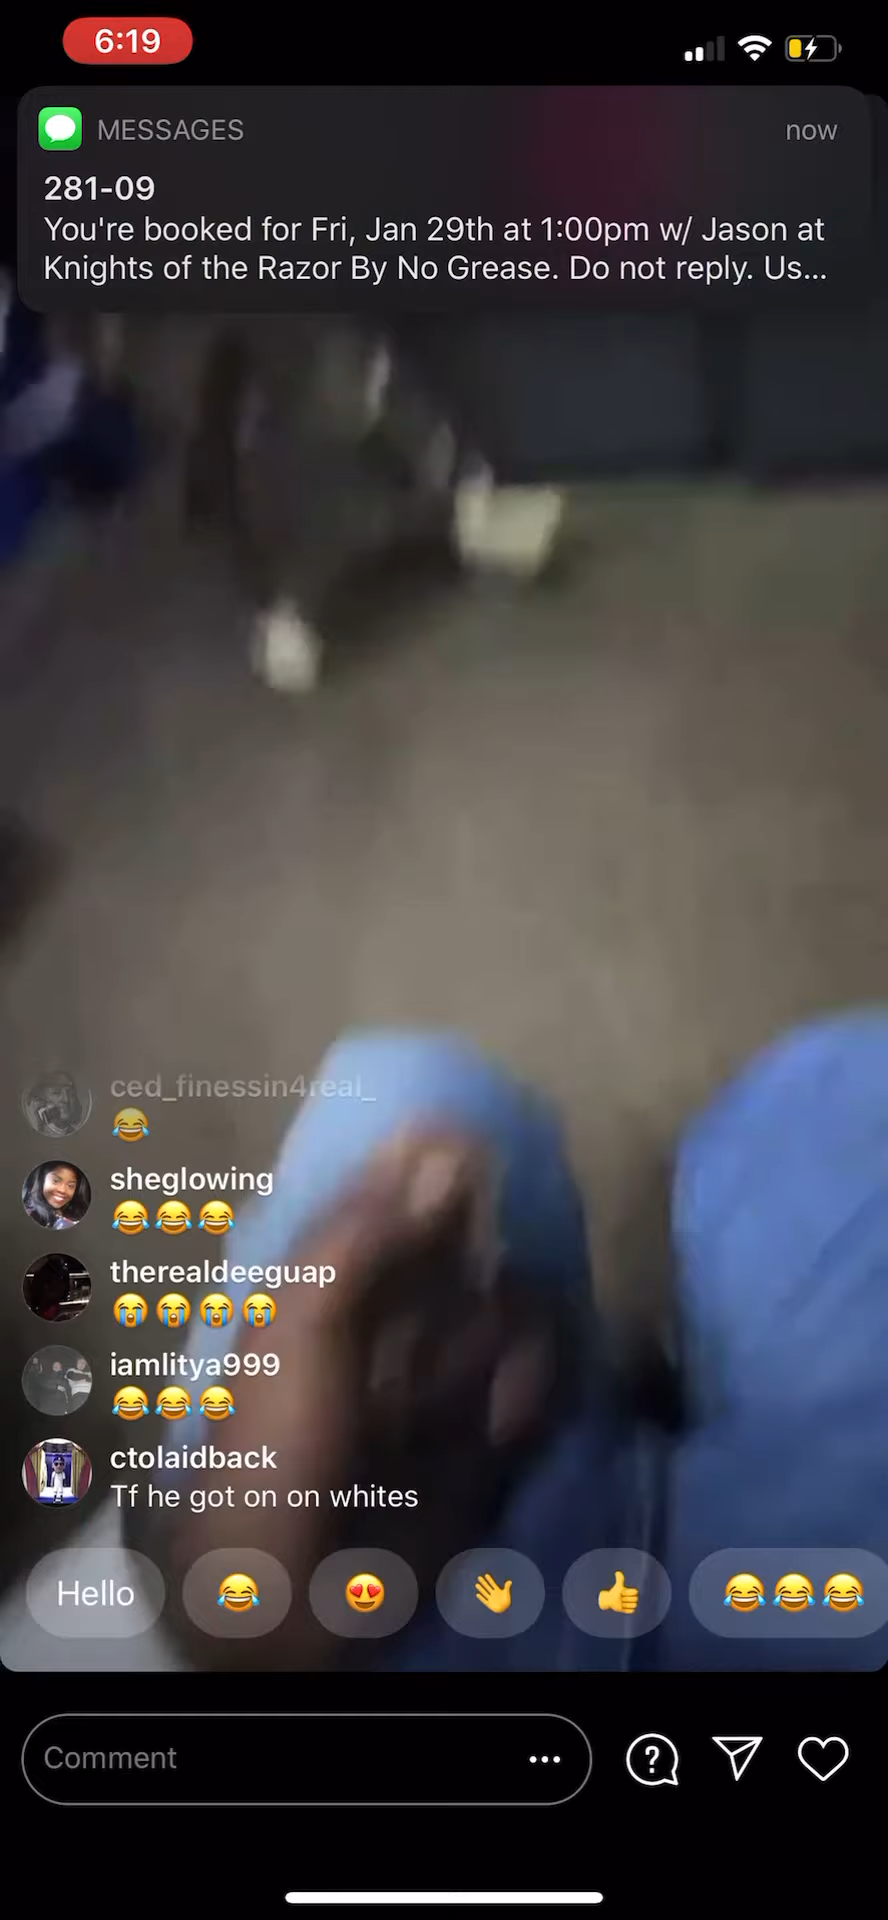 6:19
MESSAGES
now
281-09
You're booked for Fri, Jan 29th at 1:00pm w/ Jason at
Knights of the Razor By No Grease. Do not reply. Us...
ced_finessin4real_
😂
sheglowing
😂😂😂
therealdeeguap
😭😭😭😭
iamlitya999
😂😂😂
ctolaidback
Tf he got on on whites
Hello 😂 😍 👋 👍 😂😂😂
Comment